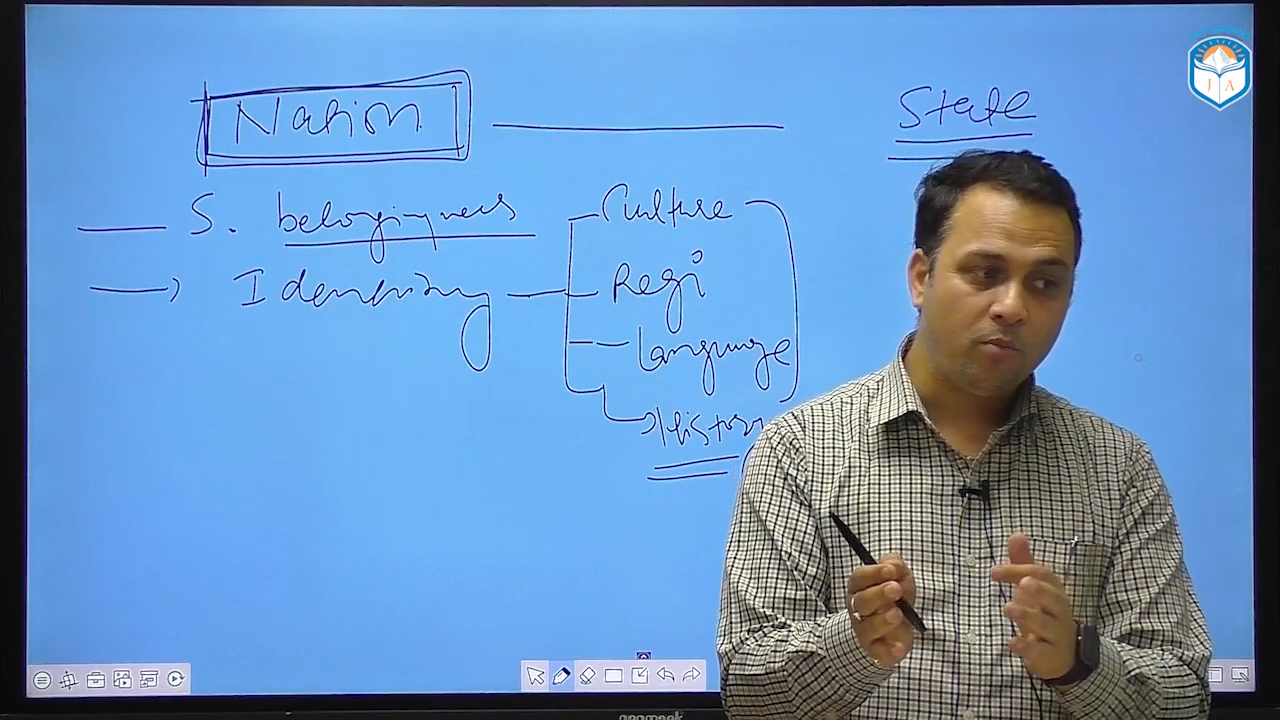 Nation
State
S. belongingness
Culture
Identity
Regi
Language
History
J A